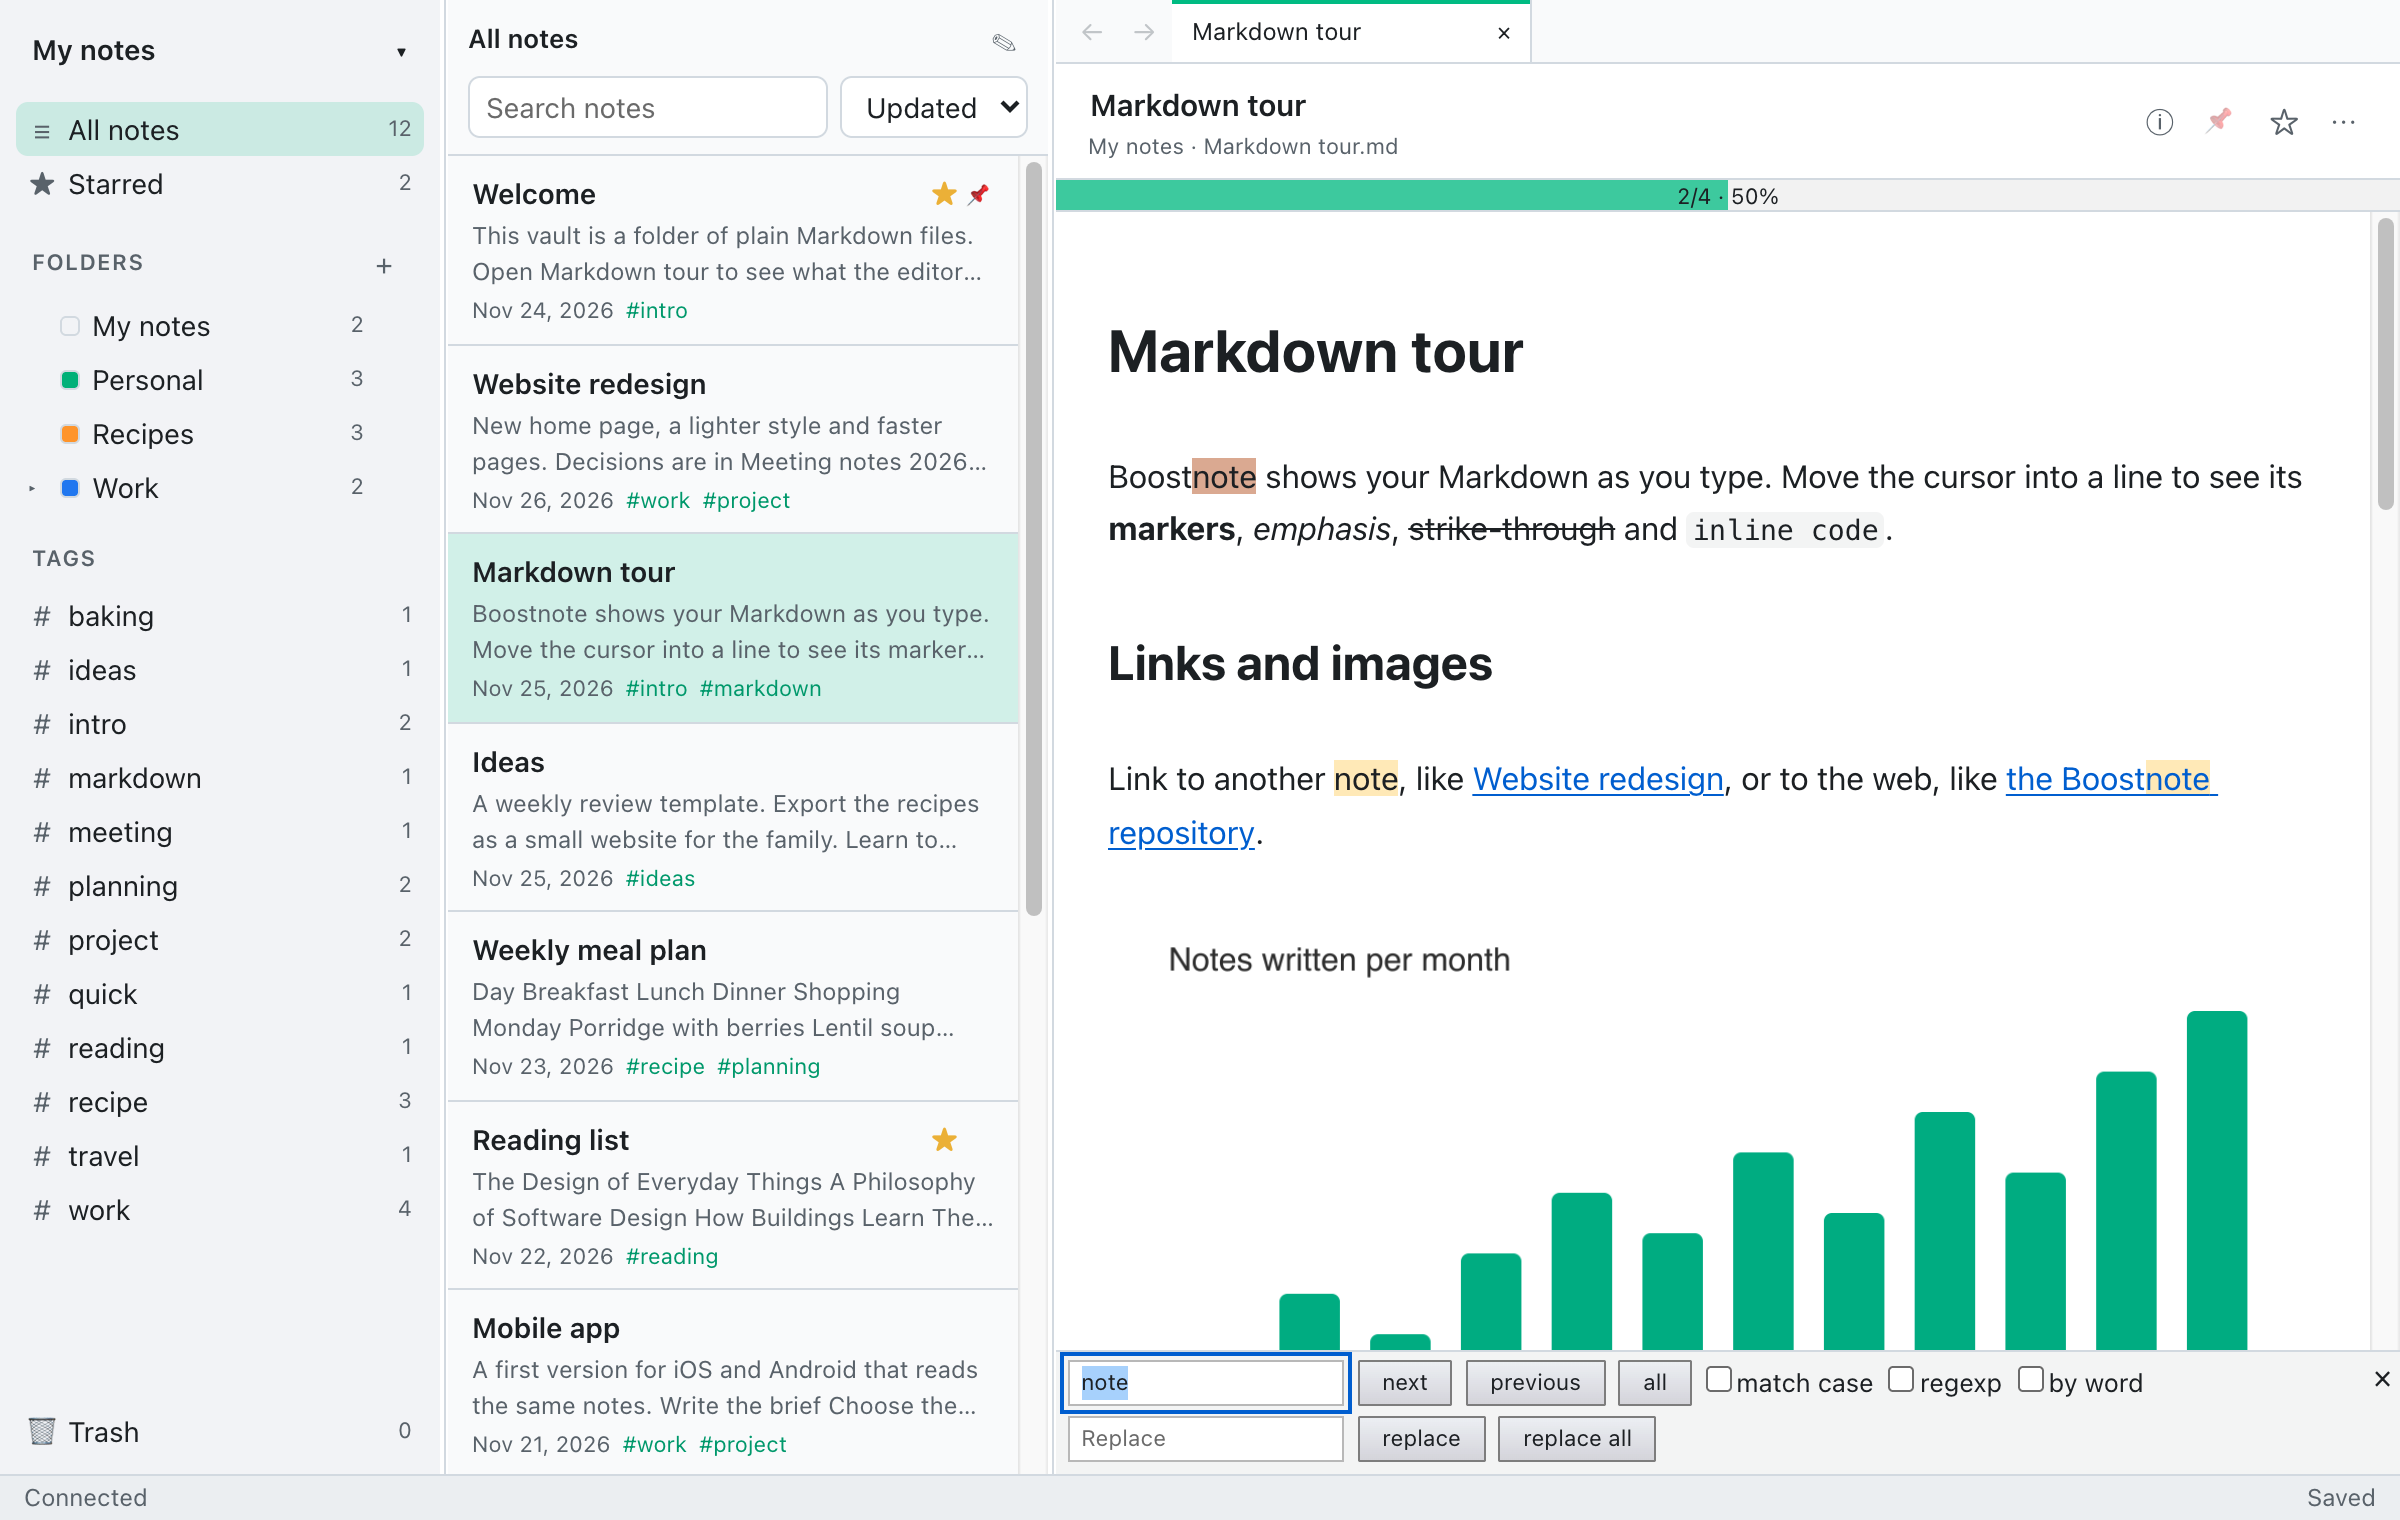 My notes
All notes 12
Starred 2
FOLDERS
My notes 2
Personal 3
Recipes 3
Work 2
TAGS
# baking 1
# ideas 1
# intro 2
# markdown 1
# meeting 1
# planning 2
# project 2
# quick 1
# reading 1
# recipe 3
# travel 1
# work 4
Trash 0
All notes
Search notes
Updated
Welcome
This vault is a folder of plain Markdown files.
Open Markdown tour to see what the editor...
Nov 24, 2026 #intro
Website redesign
New home page, a lighter style and faster
pages. Decisions are in Meeting notes 2026...
Nov 26, 2026 #work #project
Markdown tour
Boostnote shows your Markdown as you type.
Move the cursor into a line to see its marker...
Nov 25, 2026 #intro #markdown
Ideas
A weekly review template. Export the recipes
as a small website for the family. Learn to...
Nov 25, 2026 #ideas
Weekly meal plan
Day Breakfast Lunch Dinner Shopping
Monday Porridge with berries Lentil soup...
Nov 23, 2026 #recipe #planning
Reading list
The Design of Everyday Things A Philosophy
of Software Design How Buildings Learn The...
Nov 22, 2026 #reading
Mobile app
A first version for iOS and Android that reads
the same notes. Write the brief Choose the...
Nov 21, 2026 #work #project
Markdown tour
Markdown tour
My notes · Markdown tour.md
2/4 · 50%
Markdown tour
Boostnote shows your Markdown as you type. Move the cursor into a line to see its
markers, emphasis, strike-through and inline code.
Links and images
Link to another note, like Website redesign, or to the web, like the Boostnote
repository.
Notes written per month
note next previous all match case regexp by word
Replace replace replace all
Connected
Saved